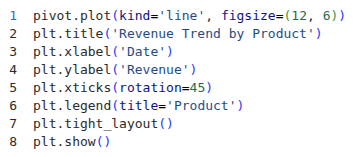 1 pivot.plot(kind='line', figsize=(12, 6))
2 plt.title('Revenue Trend by Product')
3 plt.xlabel('Date')
4 plt.ylabel('Revenue')
5 plt.xticks(rotation=45)
6 plt.legend(title='Product')
7 plt.tight_layout()
8 plt.show()